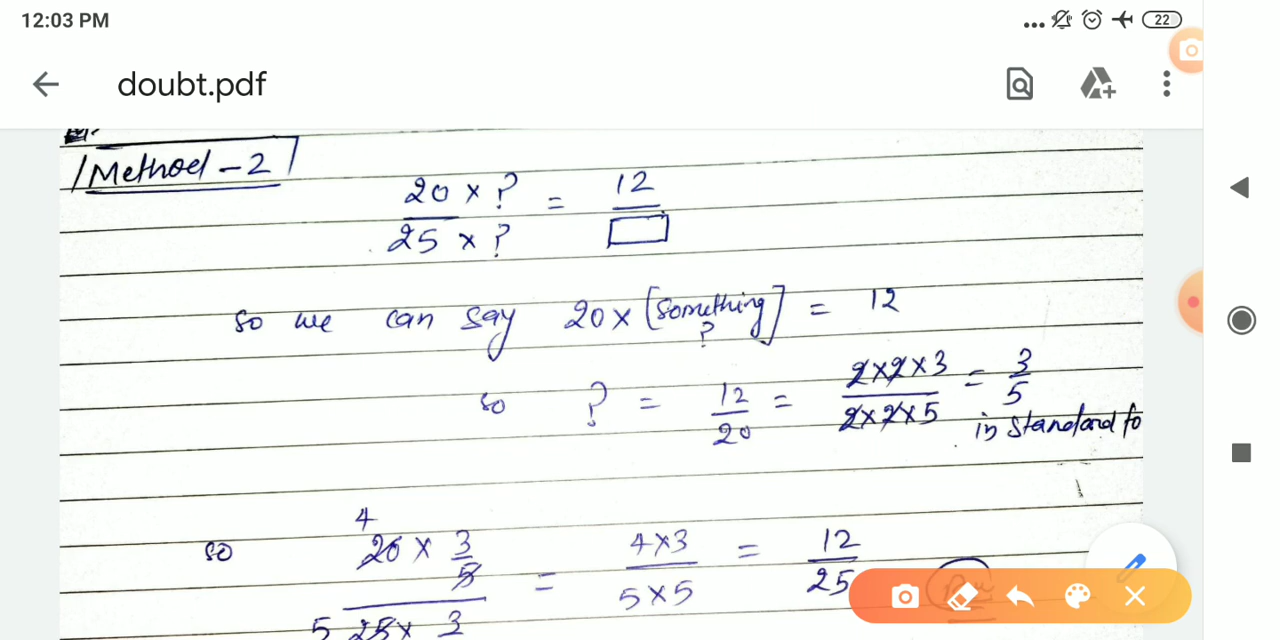 12:03 PM
22
doubt.pdf
Method - 2
20 × ? / 25 × ? = 12 / □
so we can say 20 × [something] = 12
?
so ? = 12/20 = 2×2×3 / 2×2×5 = 3/5
in standard fo
so 4 20 × 3/5 / 5 25 × 3 = 4×3 / 5×5 = 12/25